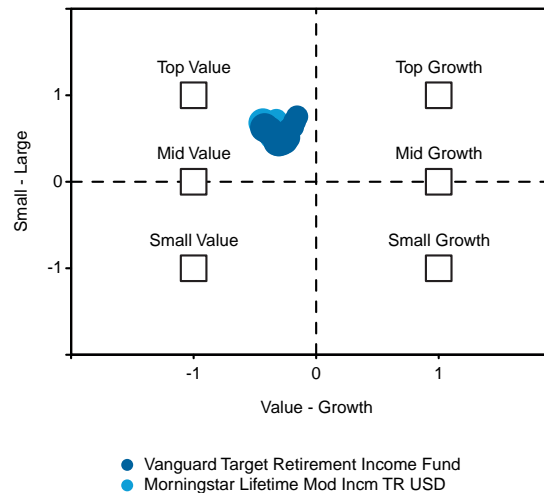 Small - Large
Top Value
Top Growth
1
Mid Value
Mid Growth
0
Small Value
Small Growth
-1
-1
0
1
Value - Growth
Vanguard Target Retirement Income Fund
Morningstar Lifetime Mod Incm TR USD